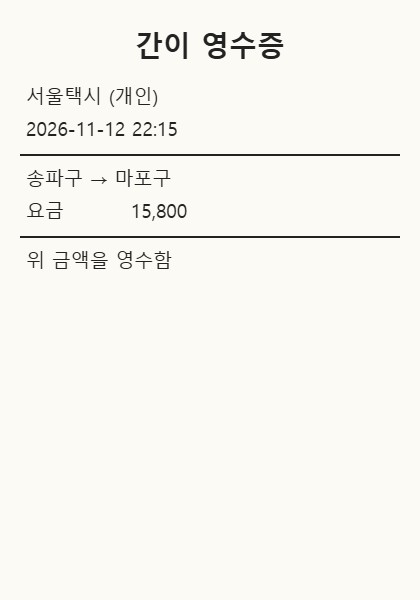 간이 영수증
서울택시 (개인)
2026-11-12 22:15
송파구 → 마포구
요금 15,800
위 금액을 영수함